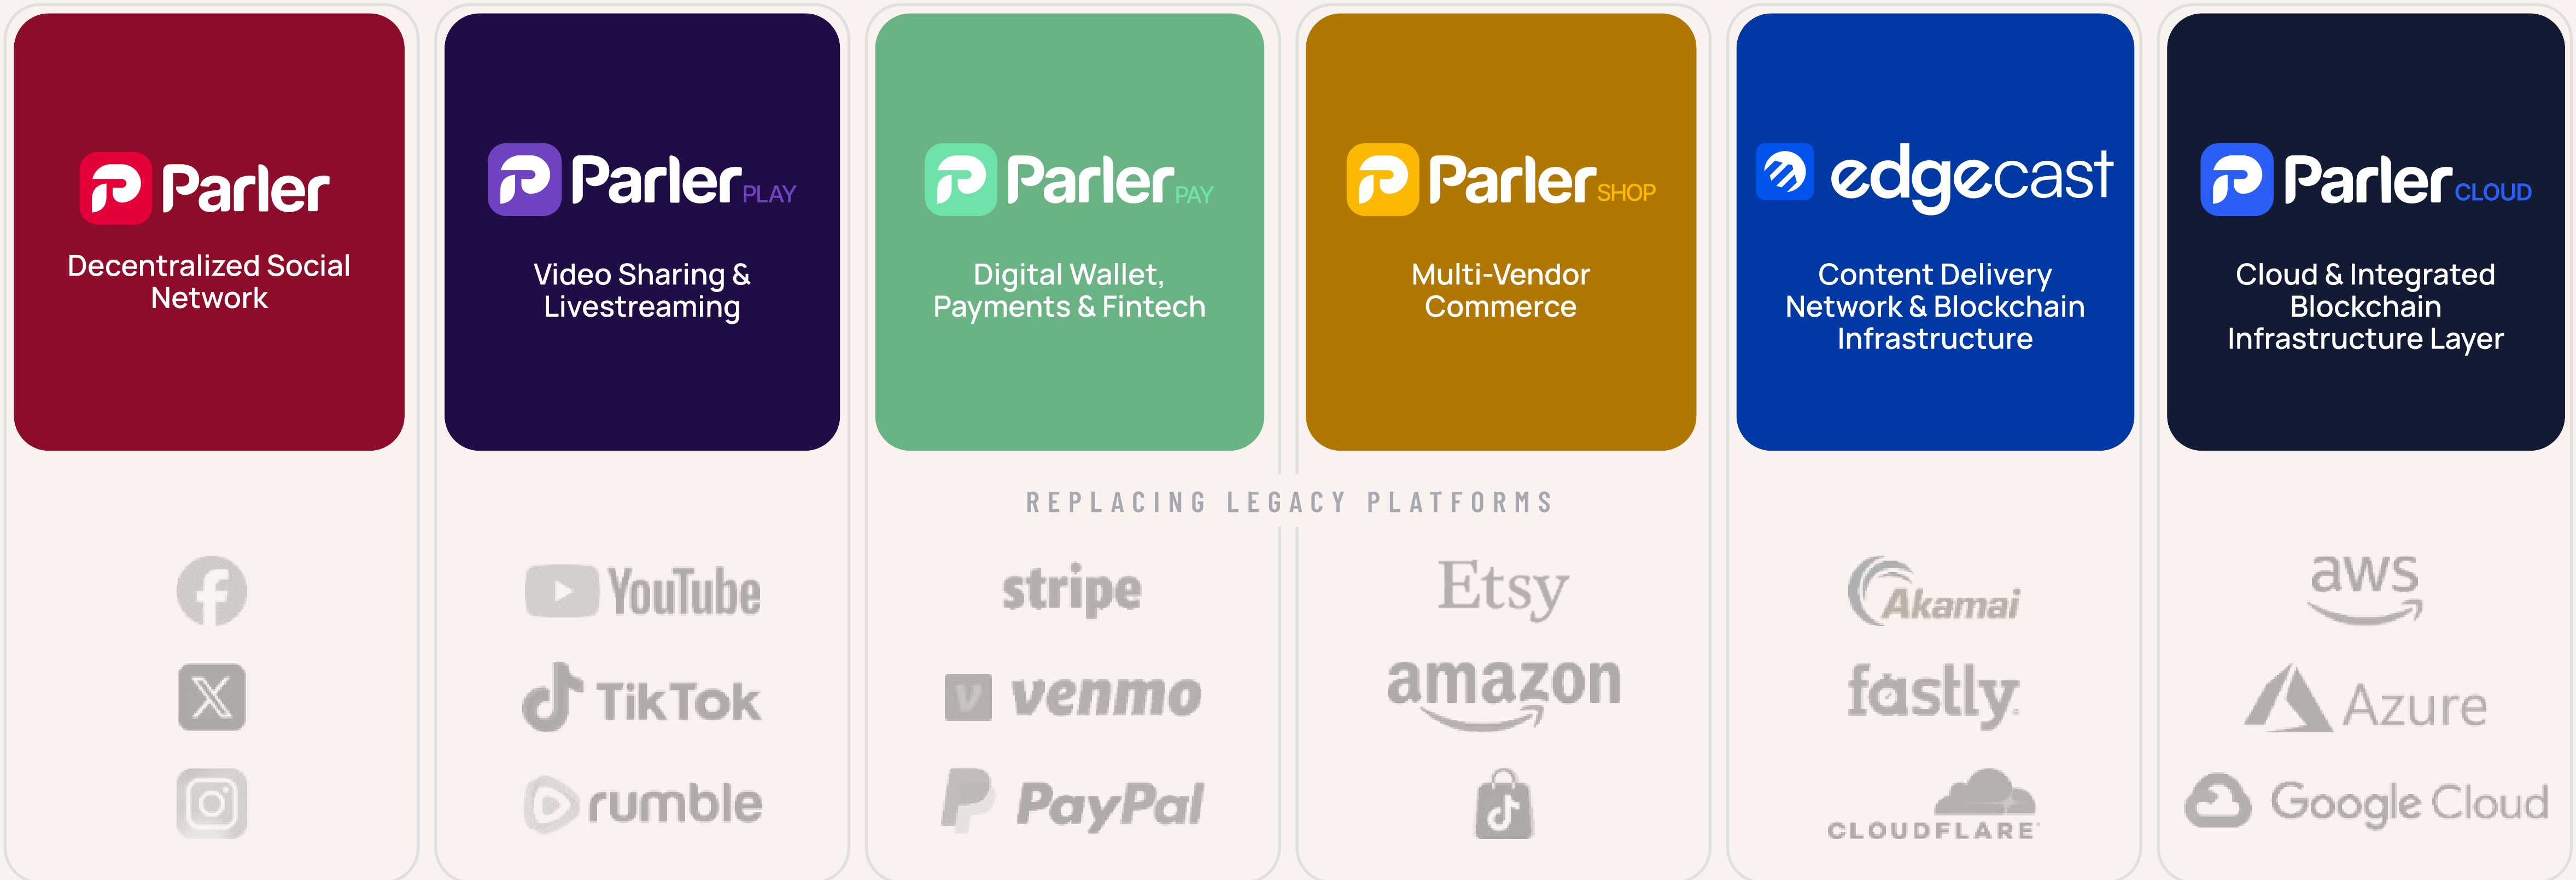 Parler
Decentralized Social
Network
Parler PLAY
Video Sharing &
Livestreaming
Parler PAY
Digital Wallet,
Payments & Fintech
Parler SHOP
Multi-Vendor
Commerce
edgecast
Content Delivery
Network & Blockchain
Infrastructure
Parler CLOUD
Cloud & Integrated
Blockchain
Infrastructure Layer
REPLACING LEGACY PLATFORMS
YouTube
TikTok
rumble
stripe
venmo
PayPal
Etsy
amazon
Akamai
fastly
CLOUDFLARE
aws
Azure
Google Cloud